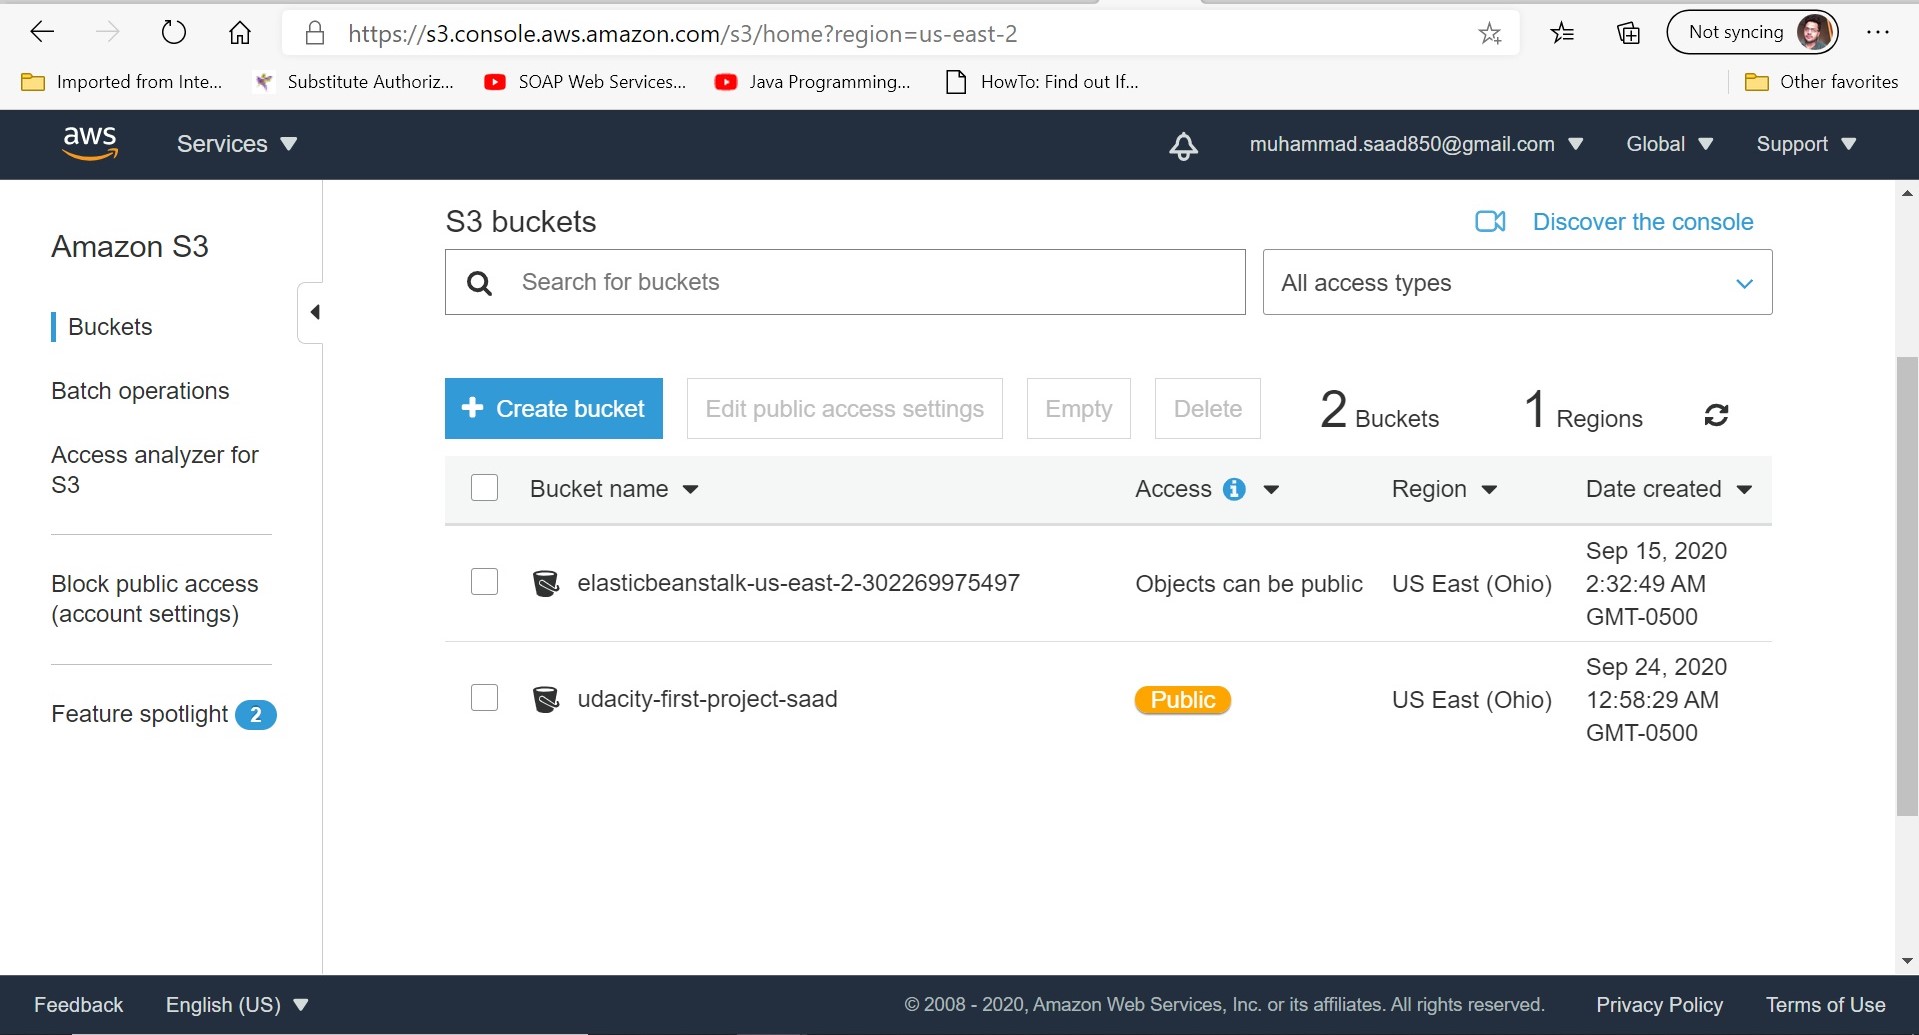 https://s3.console.aws.amazon.com/s3/home?region=us-east-2
Not syncing
Imported from Inte...
Substitute Authoriz...
SOAP Web Services...
Java Programming...
HowTo: Find out If...
Other favorites
aws
Services
muhammad.saad850@gmail.com
Global
Support
Amazon S3
Buckets
Batch operations
Access analyzer for
S3
Block public access
(account settings)
Feature spotlight 2
S3 buckets
Discover the console
Search for buckets
All access types
+ Create bucket
Edit public access settings
Empty
Delete
2 Buckets
1 Regions
Bucket name
Access
Region
Date created
elasticbeanstalk-us-east-2-302269975497
Objects can be public
US East (Ohio)
Sep 15, 2020
2:32:49 AM
GMT-0500
udacity-first-project-saad
Public
US East (Ohio)
Sep 24, 2020
12:58:29 AM
GMT-0500
Feedback
English (US)
© 2008 - 2020, Amazon Web Services, Inc. or its affiliates. All rights reserved.
Privacy Policy
Terms of Use